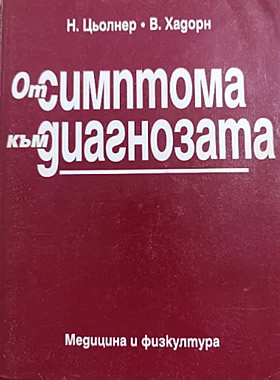 Н. Цьолнер • В. Хадорн
От симптома
към диагнозата
Медицина и физкултура